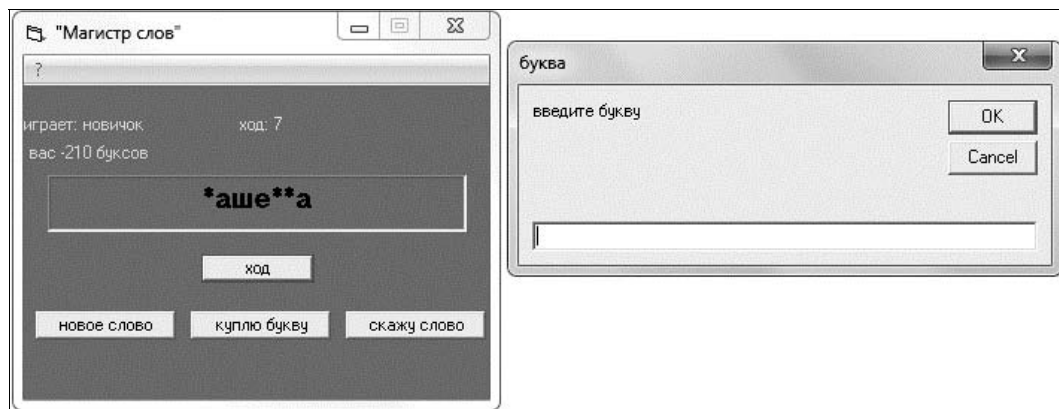 "Магистр слов"
?
играет: новичок ход: 7
вас -210 буксов
*аше**а
ход
новое слово куплю букву скажу слово
буква
введите букву
OK
Cancel